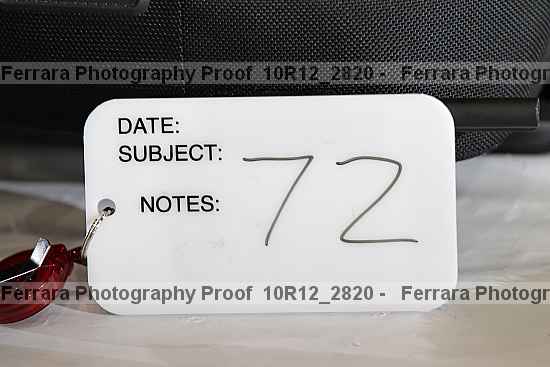 Ferrara Photography Proof 10R12_2820 - Ferrara Photogr
DATE:
SUBJECT:
72
NOTES:
Ferrara Photography Proof 10R12_2820 - Ferrara Photogr